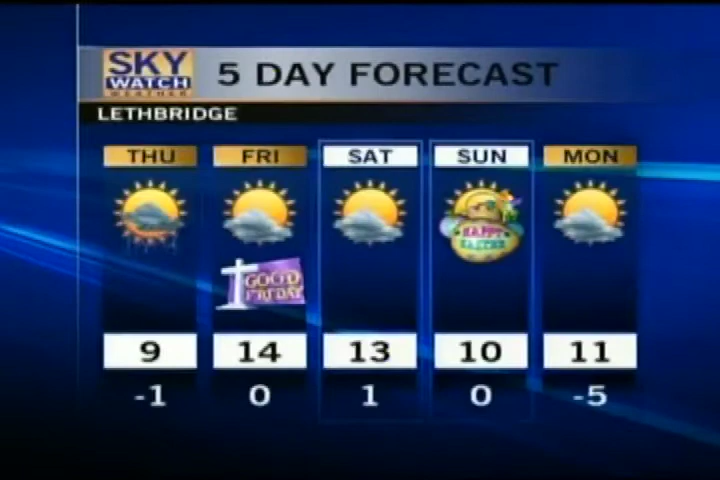 SKY
WATCH
WEATHER
5 DAY FORECAST
LETHBRIDGE
THU FRI SAT SUN MON
HAPPY
EASTER
GOOD
FRIDAY
9 14 13 10 11
-1 0 1 0 -5